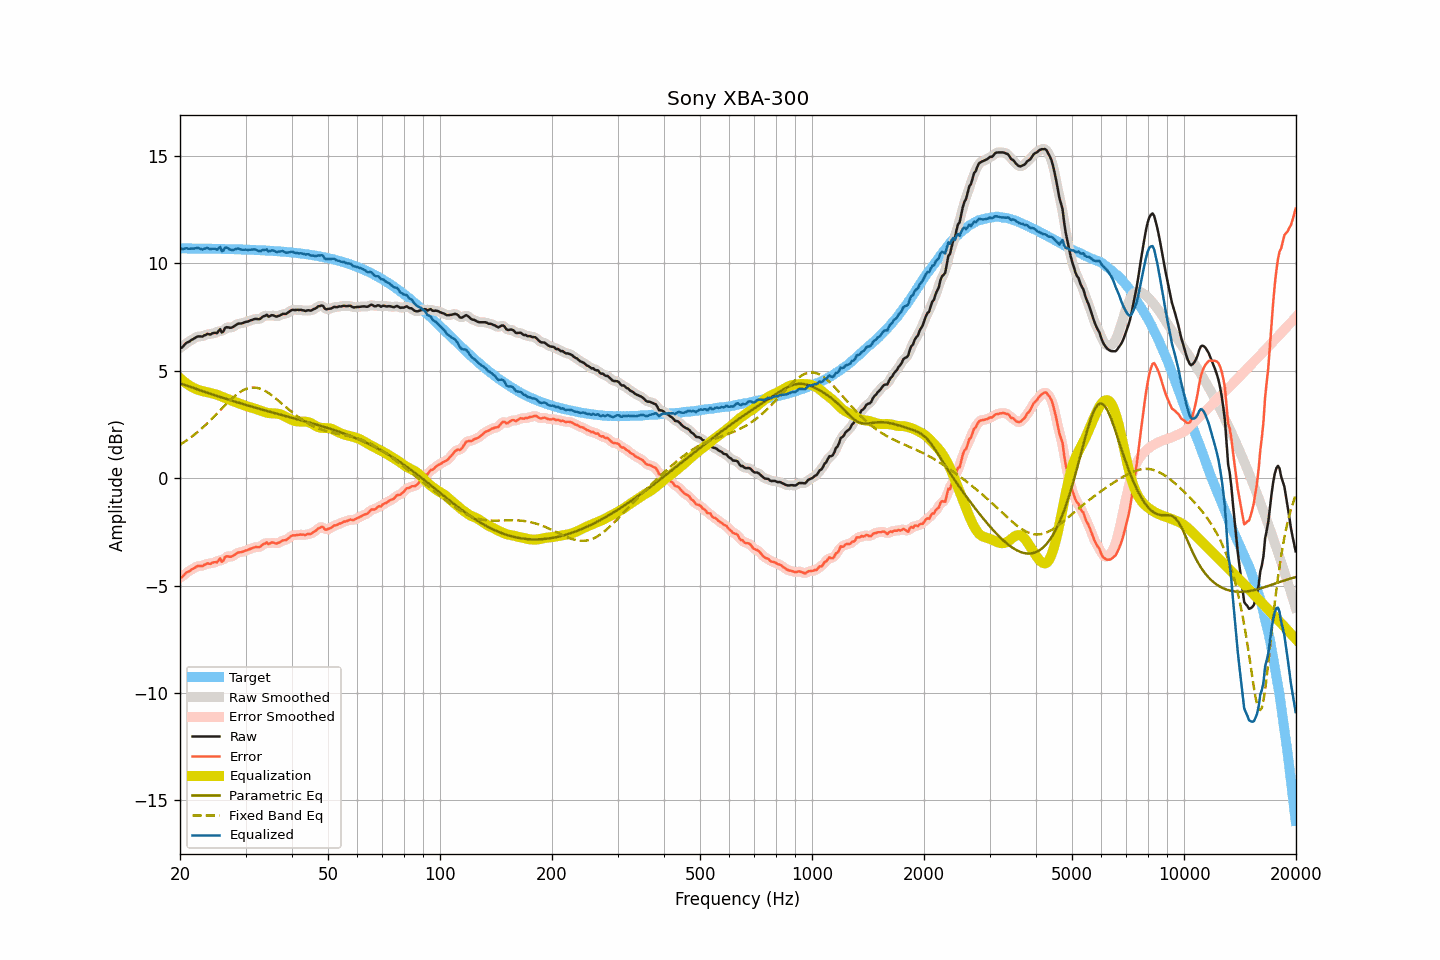 Sony XBA-300
Amplitude (dBr)
15
10
5
0
−5
−10
−15
Target
Raw Smoothed
Error Smoothed
Raw
Error
Equalization
Parametric Eq
Fixed Band Eq
Equalized
20 50 100 200 500 1000 2000 5000 10000 20000
Frequency (Hz)